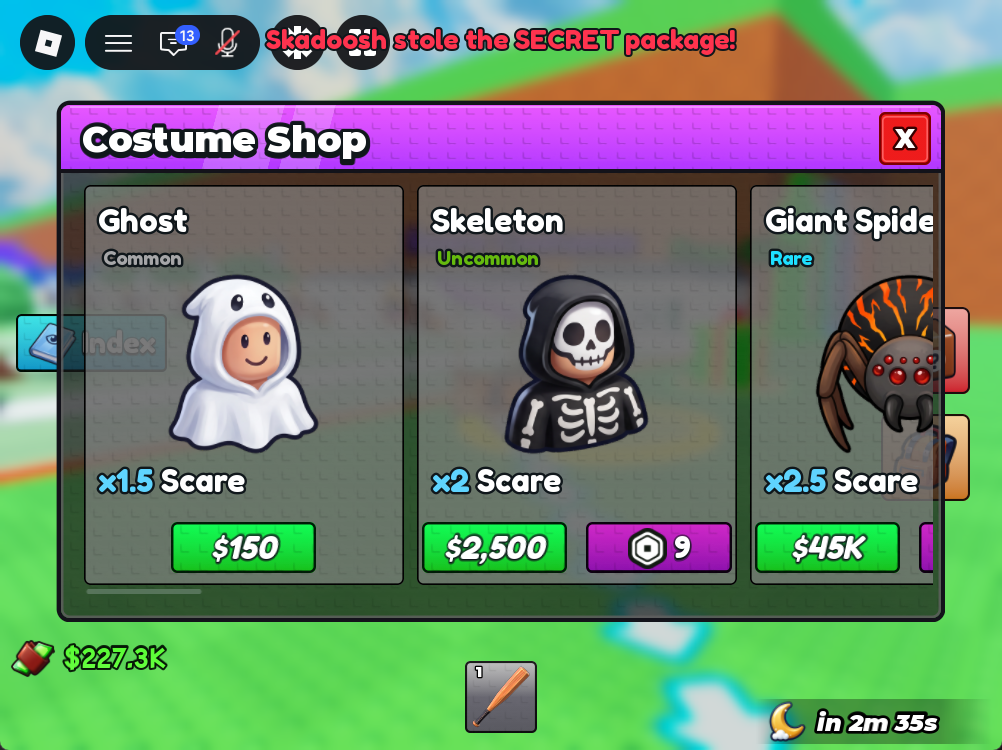 13
Skadoosh stole the SECRET package!
Costume Shop
X
Ghost
Common
x1.5 Scare
$150
Skeleton
Uncommon
x2 Scare
$2,500
9
Giant Spide
Rare
x2.5 Scare
$45K
Index
$227.3K
1
in 2m 35s